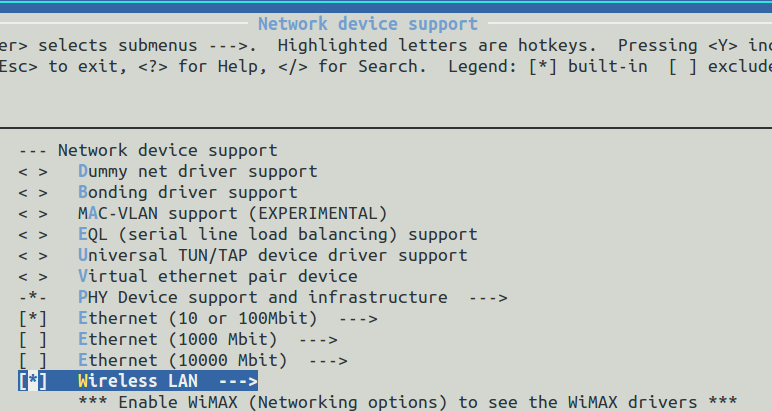 Network device support
er> selects submenus --->.  Highlighted letters are hotkeys.  Pressing <Y> inc
Esc> to exit, <?> for Help, </> for Search.  Legend: [*] built-in  [ ] exclude
--- Network device support
< >   Dummy net driver support
< >   Bonding driver support
< >   MAC-VLAN support (EXPERIMENTAL)
< >   EQL (serial line load balancing) support
< >   Universal TUN/TAP device driver support
< >   Virtual ethernet pair device
-*-   PHY Device support and infrastructure  --->
[*]   Ethernet (10 or 100Mbit)  --->
[ ]   Ethernet (1000 Mbit)  --->
[ ]   Ethernet (10000 Mbit)  --->
[*]   Wireless LAN  --->
*** Enable WiMAX (Networking options) to see the WiMAX drivers ***